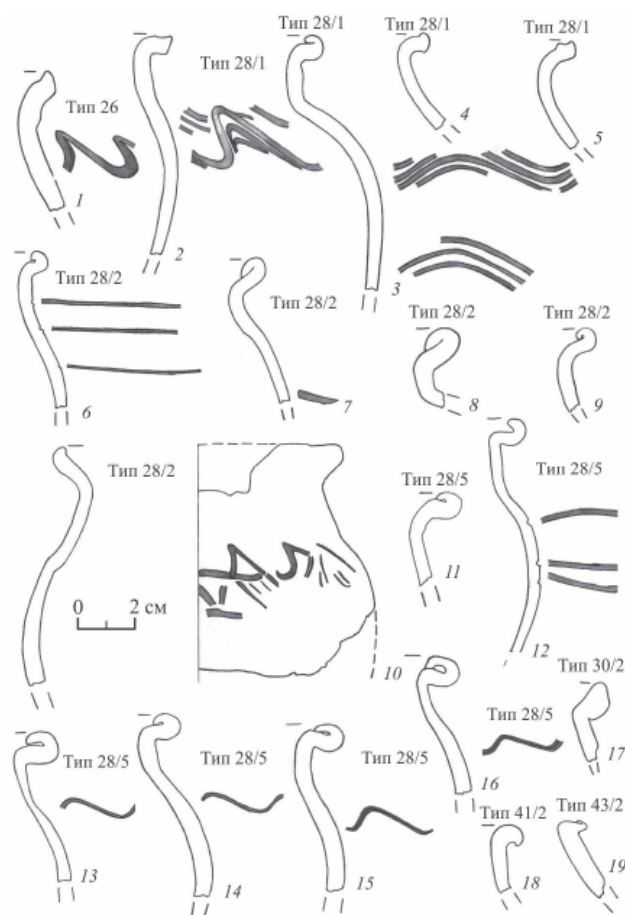 Тип 28/1
Тип 28/1
Тип 28/1
Тип 28/1
Тип 26
1
2
3
4
5
Тип 28/2
Тип 28/2
Тип 28/2
Тип 28/2
6
7
8
9
Тип 28/2
Тип 28/5
Тип 28/5
0 2 см
10
11
12
Тип 30/2
Тип 28/5
16
17
Тип 28/5
Тип 28/5
Тип 28/5
Тип 41/2
Тип 43/2
13
14
15
18
19